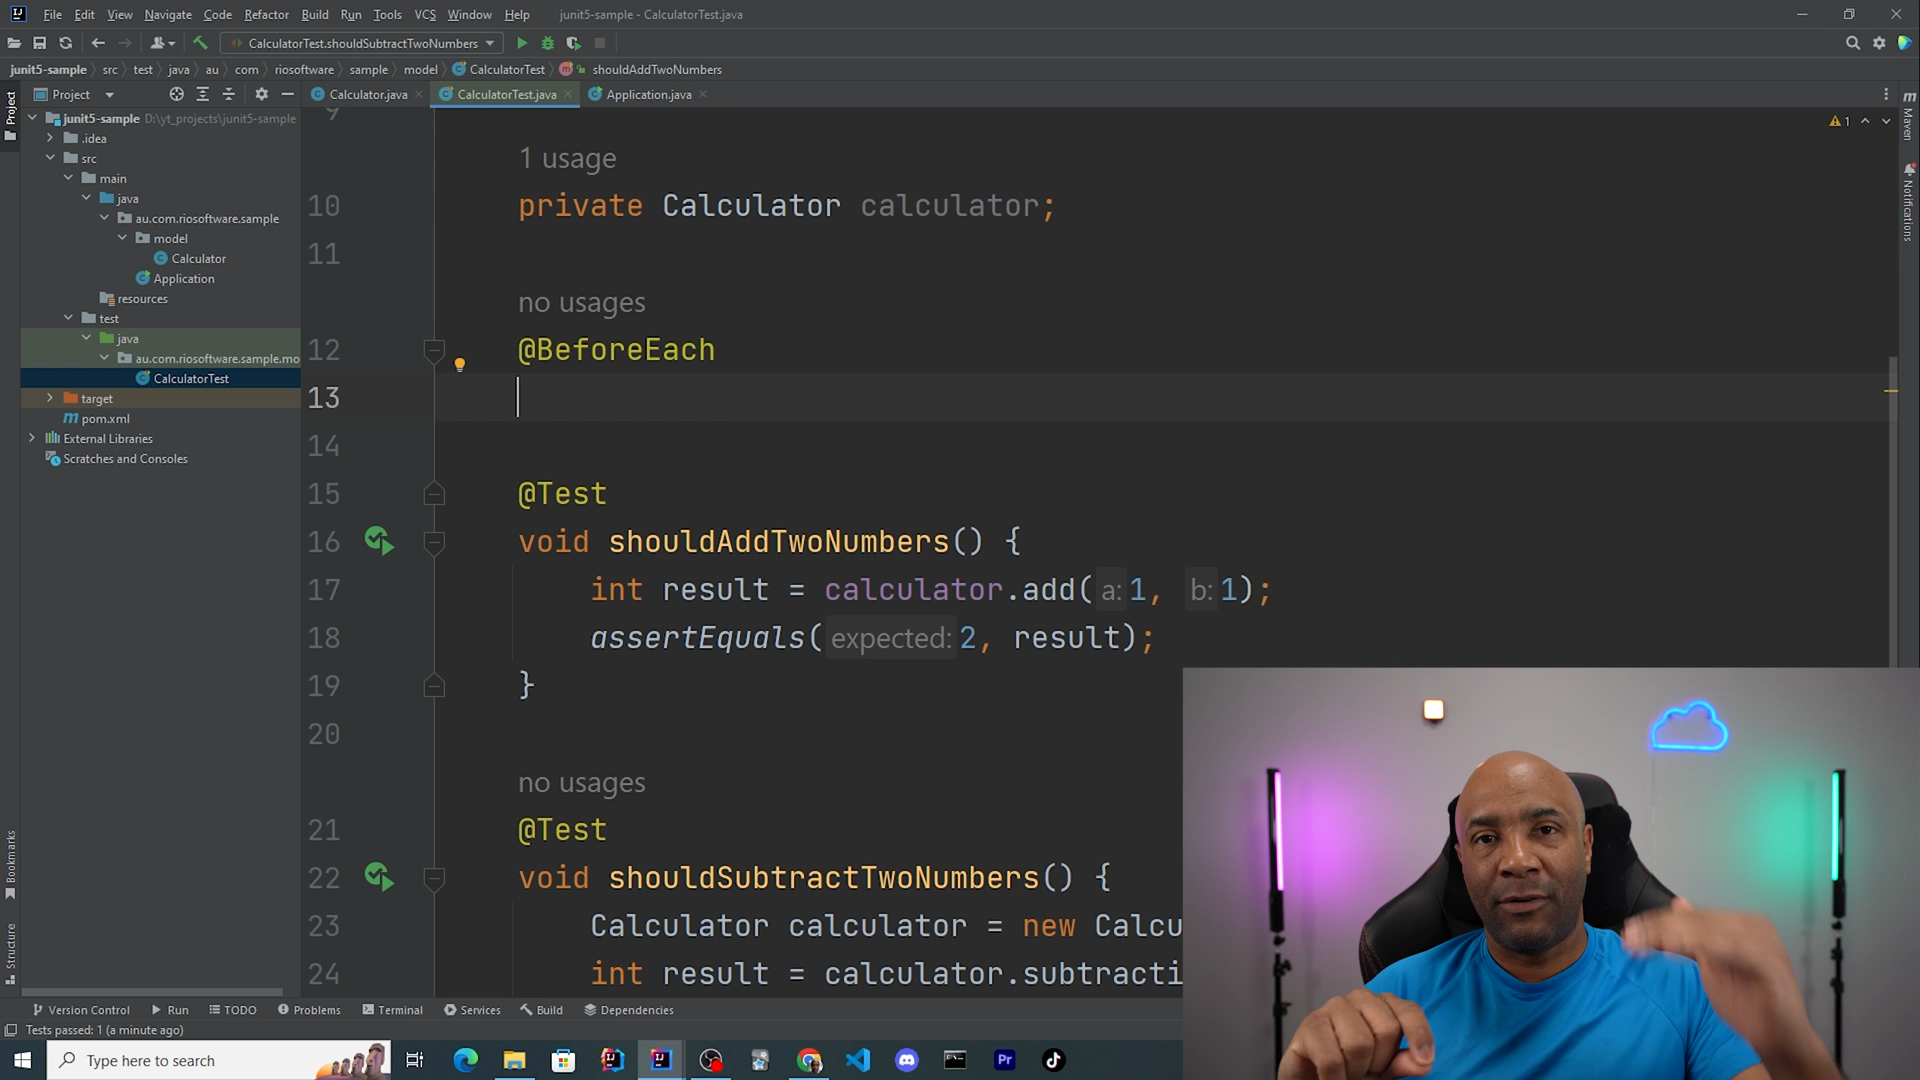 File Edit View Navigate Code Refactor Build Run Tools VCS Window Help junit5-sample - CalculatorTest.java
CalculatorTest.shouldSubtractTwoNumbers
junit5-sample src test java au com riosoftware sample model CalculatorTest shouldAddTwoNumbers
Project
Calculator.java CalculatorTest.java Application.java
Project
Bookmarks
Structure
junit5-sample D:\yt_projects\junit5-sample
.idea
src
main
java
au.com.riosoftware.sample
model
Calculator
Application
resources
test
java
au.com.riosoftware.sample.mo
CalculatorTest
target
pom.xml
External Libraries
Scratches and Consoles
9
1 usage
10 private Calculator calculator;
11
no usages
12 @BeforeEach
13
14
15 @Test
16 void shouldAddTwoNumbers() {
17 int result = calculator.add( a: 1, b: 1);
18 assertEquals( expected: 2, result);
19 }
20
no usages
21 @Test
22 void shouldSubtractTwoNumbers() {
23 Calculator calculator = new Calcu
24 int result = calculator.subtracti
1
Maven
Notifications
Version Control Run TODO Problems Terminal Services Build Dependencies
Tests passed: 1 (a minute ago)
Type here to search
Pr